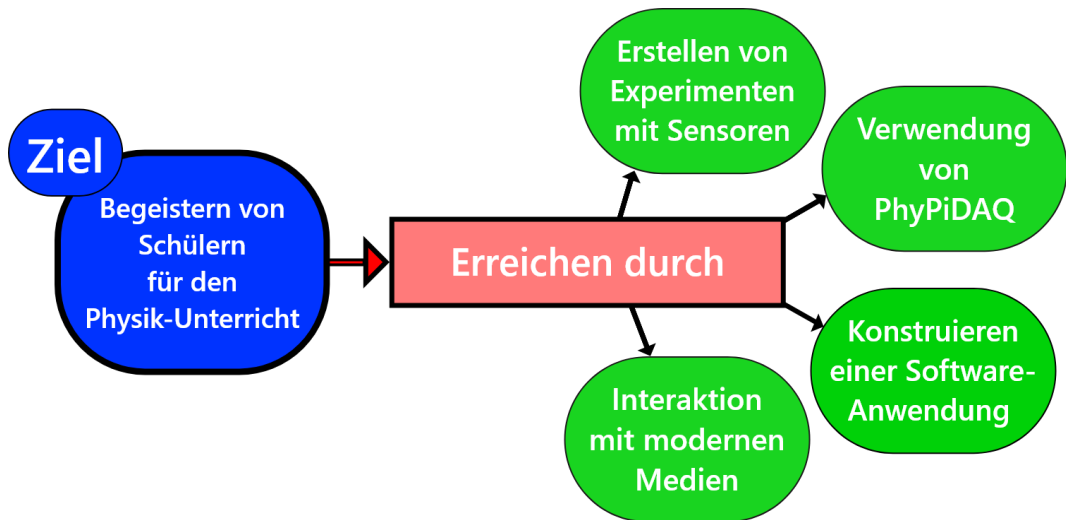 Ziel
Begeistern von
Schülern
für den
Physik-Unterricht
Erreichen durch
Erstellen von
Experimenten
mit Sensoren
Verwendung
von
PhyPiDAQ
Konstruieren
einer Software-
Anwendung
Interaktion
mit modernen
Medien